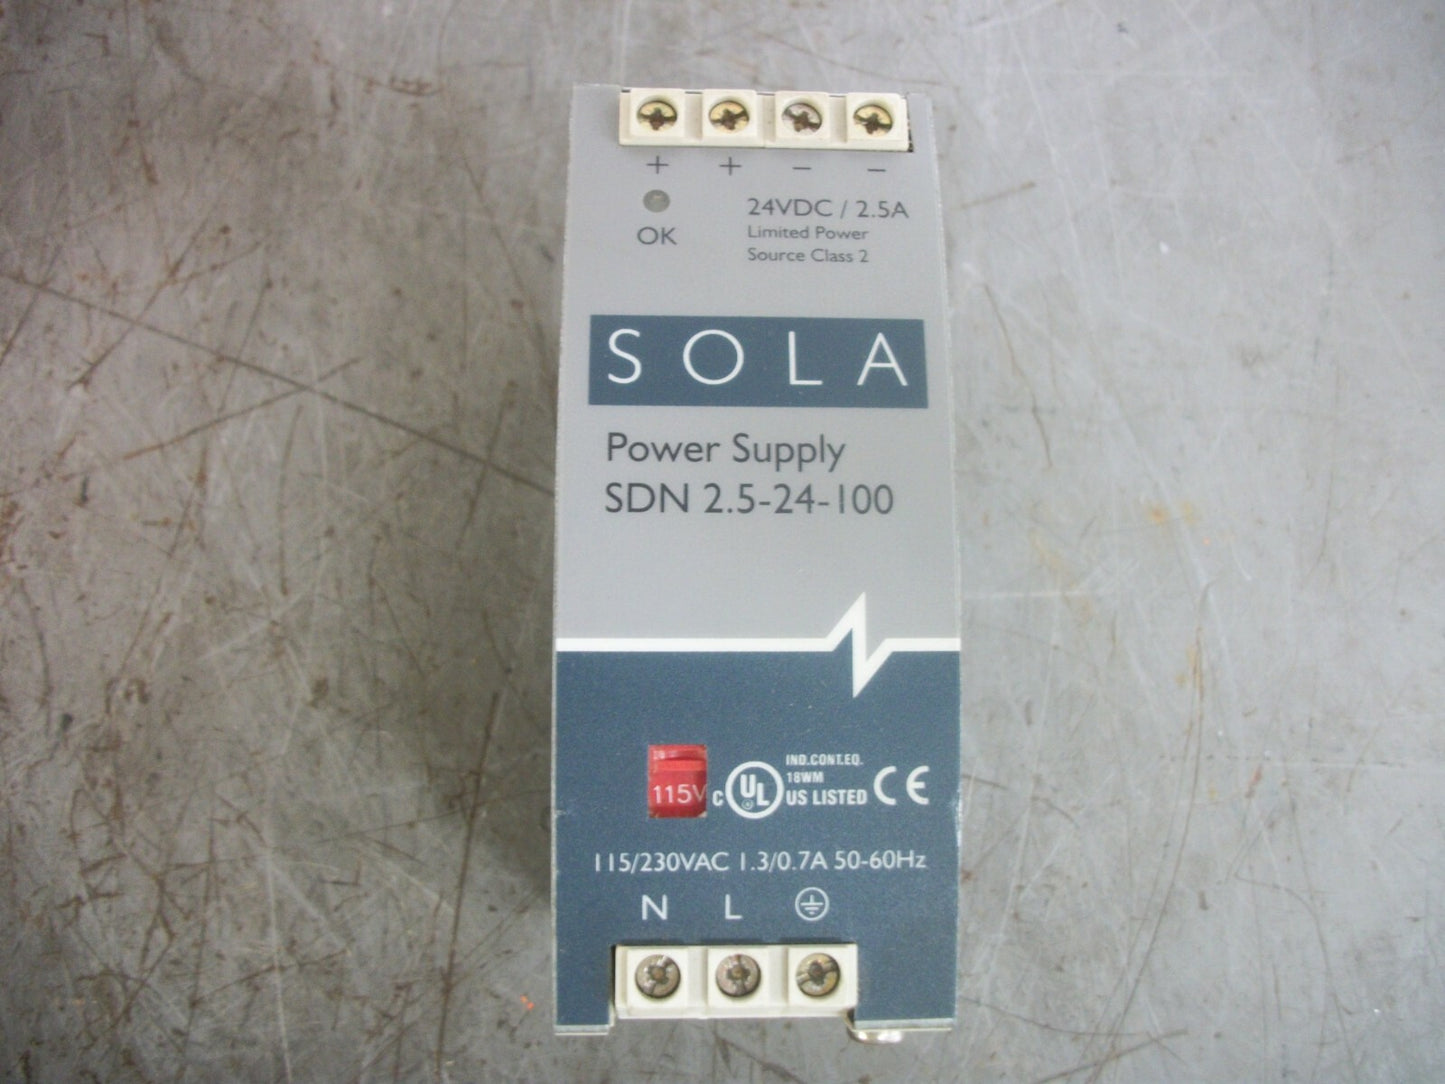 + + − −
OK
24VDC / 2.5A
Limited Power
Source Class 2
SOLA
Power Supply
SDN 2.5-24-100
115V
C UL US LISTED
IND.CONT.EQ.
18WM
CE
115/230VAC 1.3/0.7A 50-60Hz
N L